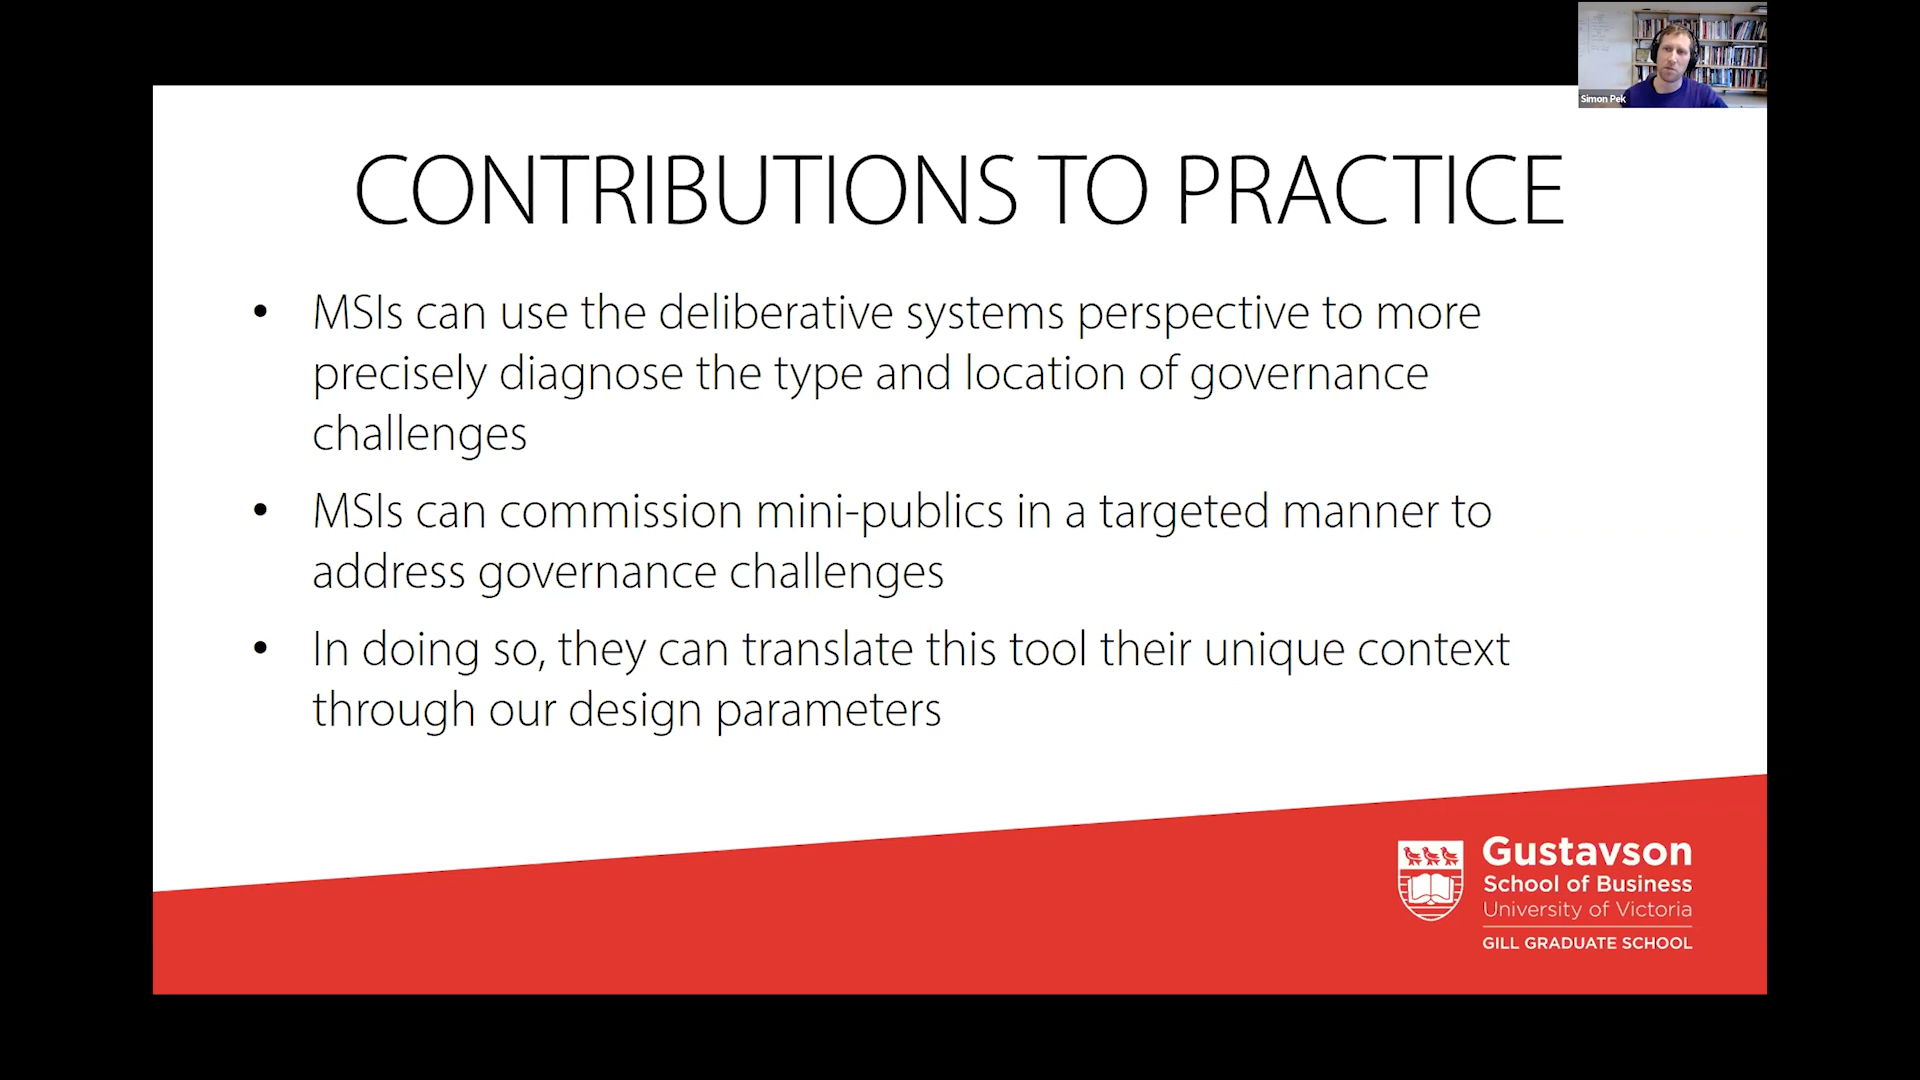 Simon Pek
CONTRIBUTIONS TO PRACTICE
• MSIs can use the deliberative systems perspective to more
precisely diagnose the type and location of governance
challenges
• MSIs can commission mini-publics in a targeted manner to
address governance challenges
• In doing so, they can translate this tool their unique context
through our design parameters
Gustavson
School of Business
University of Victoria
GILL GRADUATE SCHOOL